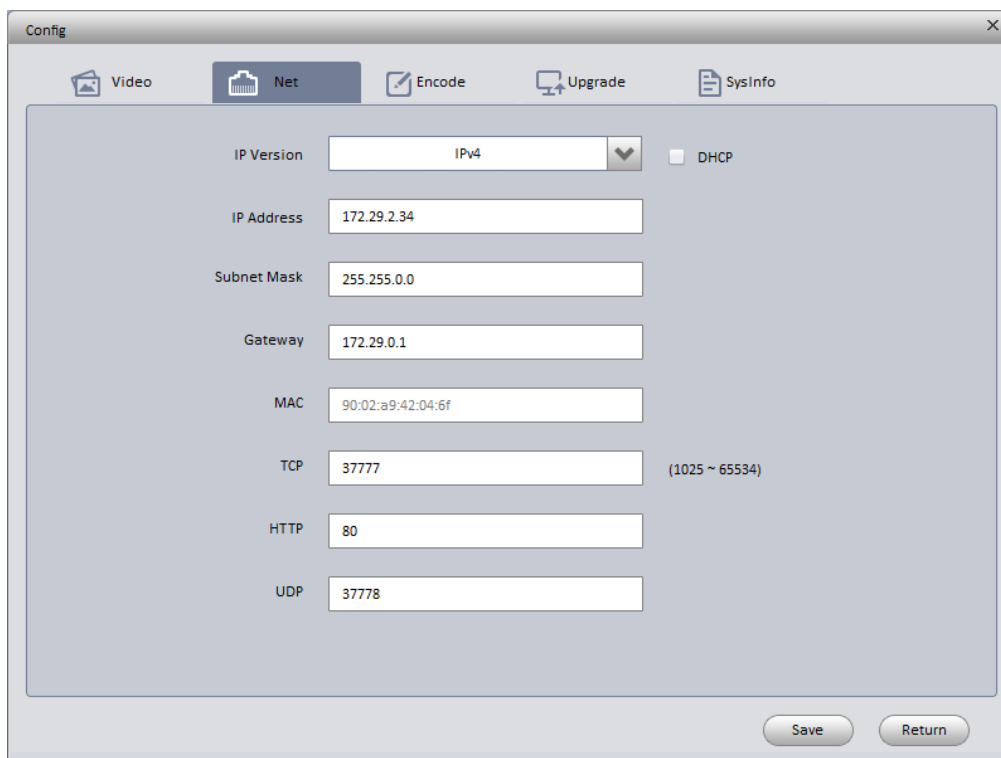 Config
Video Net Encode Upgrade SysInfo
IP Version IPv4 DHCP
IP Address 172.29.2.34
Subnet Mask 255.255.0.0
Gateway 172.29.0.1
MAC 90:02:a9:42:04:6f
TCP 37777 (1025 ~ 65534)
HTTP 80
UDP 37778
Save Return